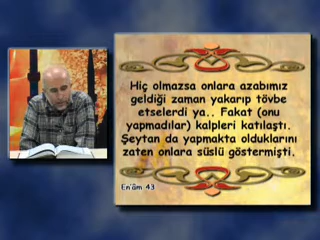 Hiç olmazsa onlara azabımız
geldiği zaman yakarıp tövbe
etselerdi ya.. Fakat (onu
yapmadılar) kalpleri katılaştı.
Şeytan da yapmakta olduklarını
zaten onlara süslü göstermişti.
En'âm 43